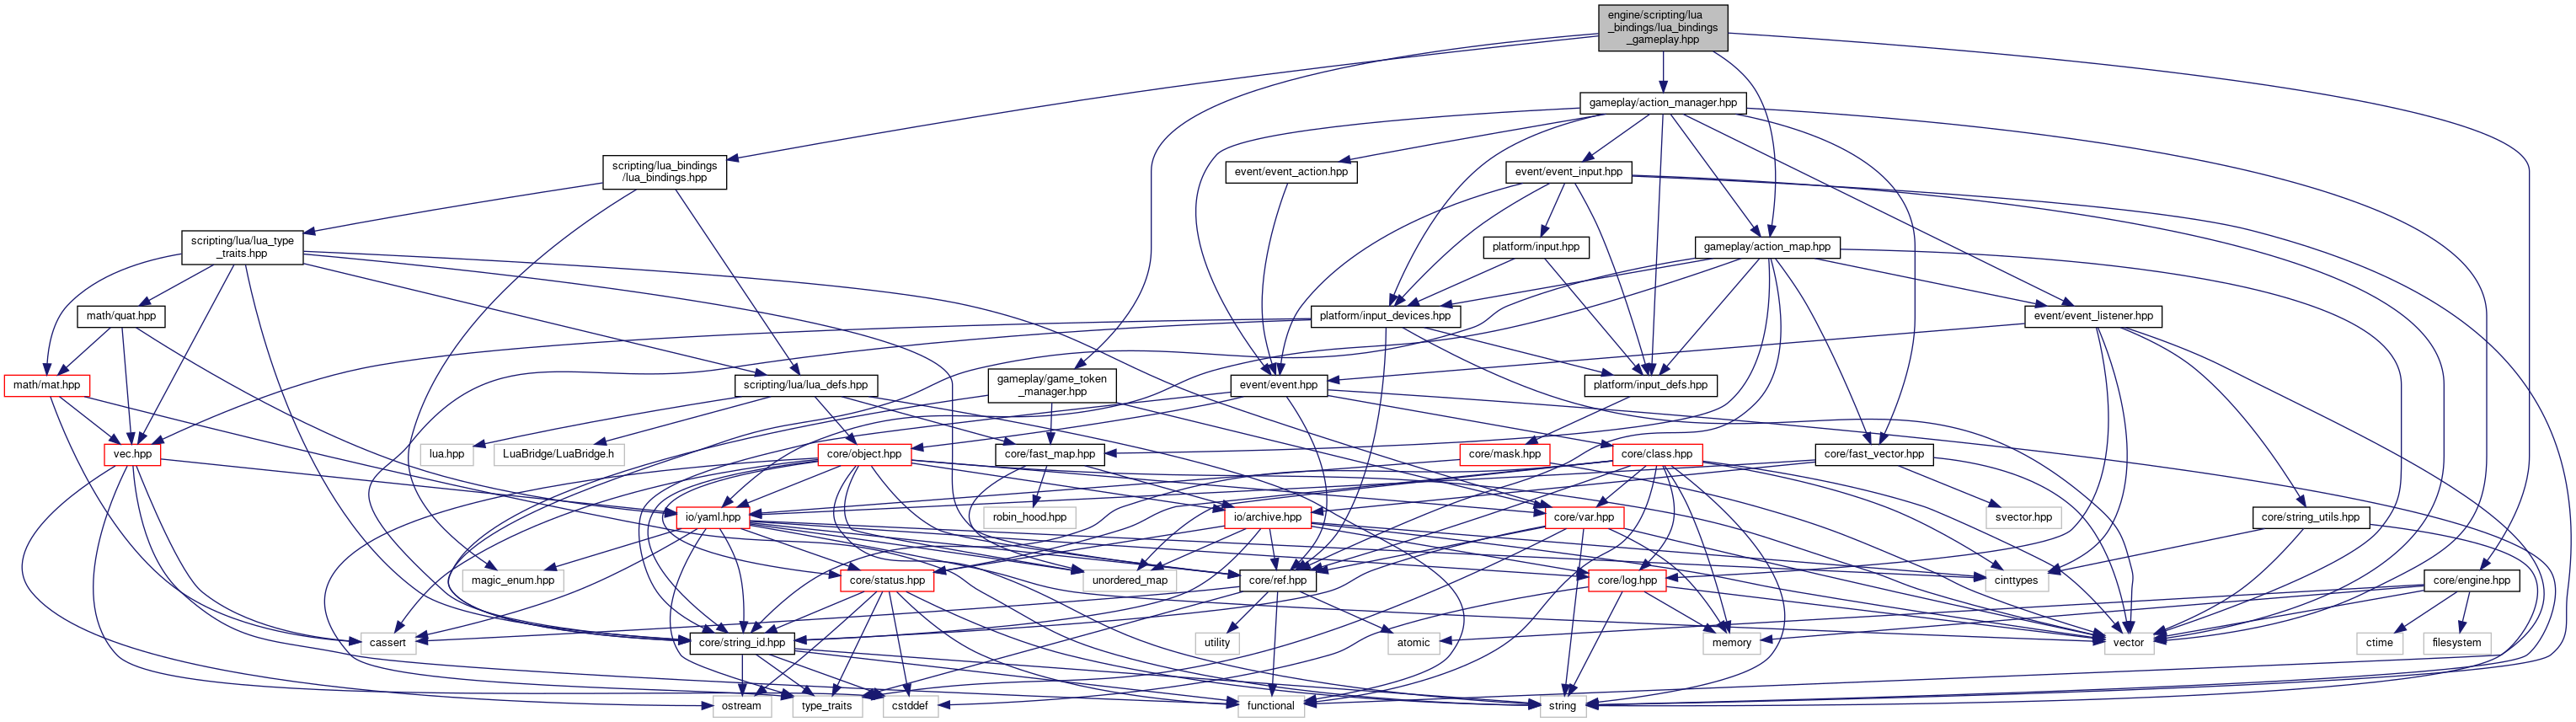 engine/scripting/lua
_bindings/lua_bindings
_gameplay.hpp
gameplay/action_manager.hpp
scripting/lua_bindings
/lua_bindings.hpp
event/event_action.hpp
event/event_input.hpp
scripting/lua/lua_type
_traits.hpp
platform/input.hpp
gameplay/action_map.hpp
math/quat.hpp
platform/input_devices.hpp
event/event_listener.hpp
math/mat.hpp
scripting/lua/lua_defs.hpp
gameplay/game_token
_manager.hpp
event/event.hpp
platform/input_defs.hpp
vec.hpp
lua.hpp
LuaBridge/LuaBridge.h
core/object.hpp
core/fast_map.hpp
core/mask.hpp
core/class.hpp
core/fast_vector.hpp
io/yaml.hpp
robin_hood.hpp
io/archive.hpp
core/var.hpp
svector.hpp
core/string_utils.hpp
magic_enum.hpp
core/status.hpp
unordered_map
core/ref.hpp
core/log.hpp
cinttypes
core/engine.hpp
cassert
core/string_id.hpp
utility
atomic
memory
vector
ctime
filesystem
ostream
type_traits
cstddef
functional
string